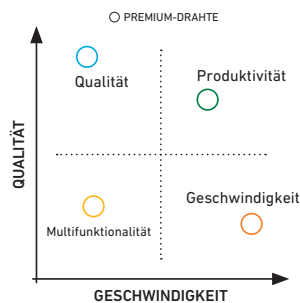 PREMIUM-DRAHTE
Qualität
Produktivität
QUALITÄT
Geschwindigkeit
Multifunktionalität
GESCHWINDIGKEIT